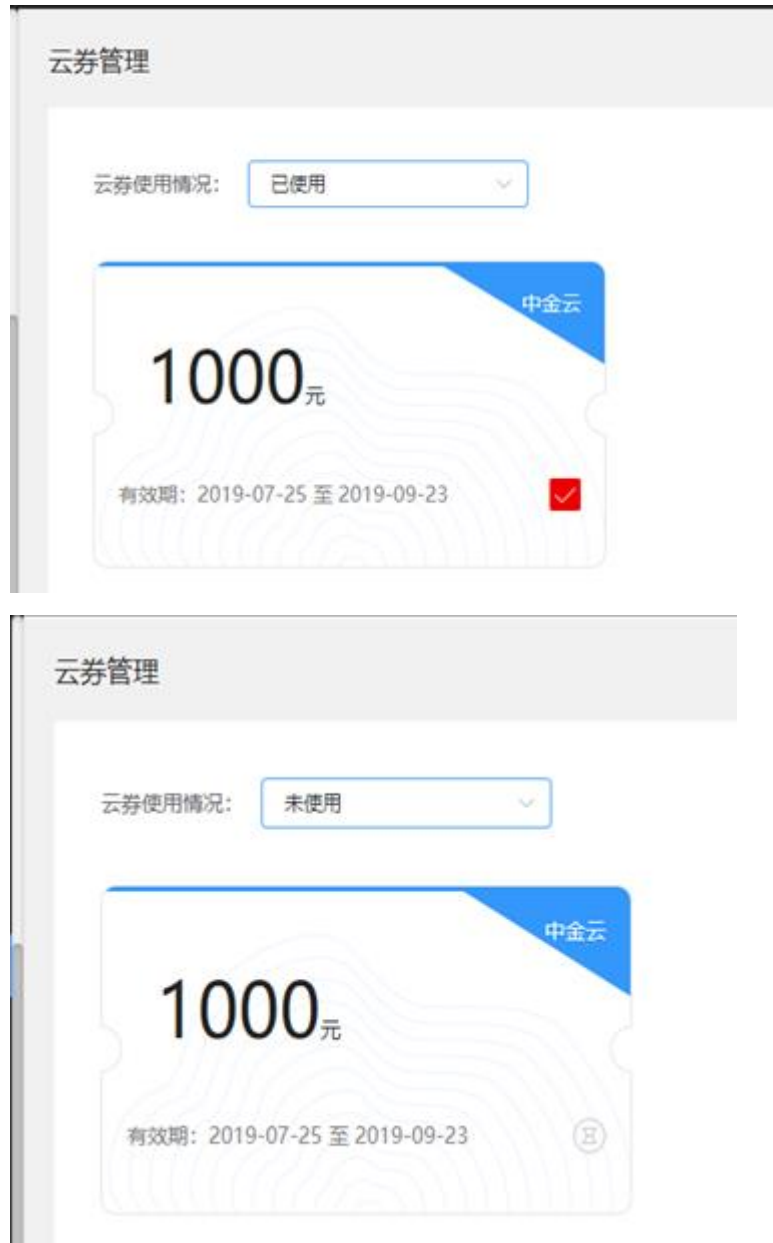 云券管理
云券使用情况： 已使用
中金云
1000元
有效期：2019-07-25 至 2019-09-23
云券管理
云券使用情况： 未使用
中金云
1000元
有效期：2019-07-25 至 2019-09-23